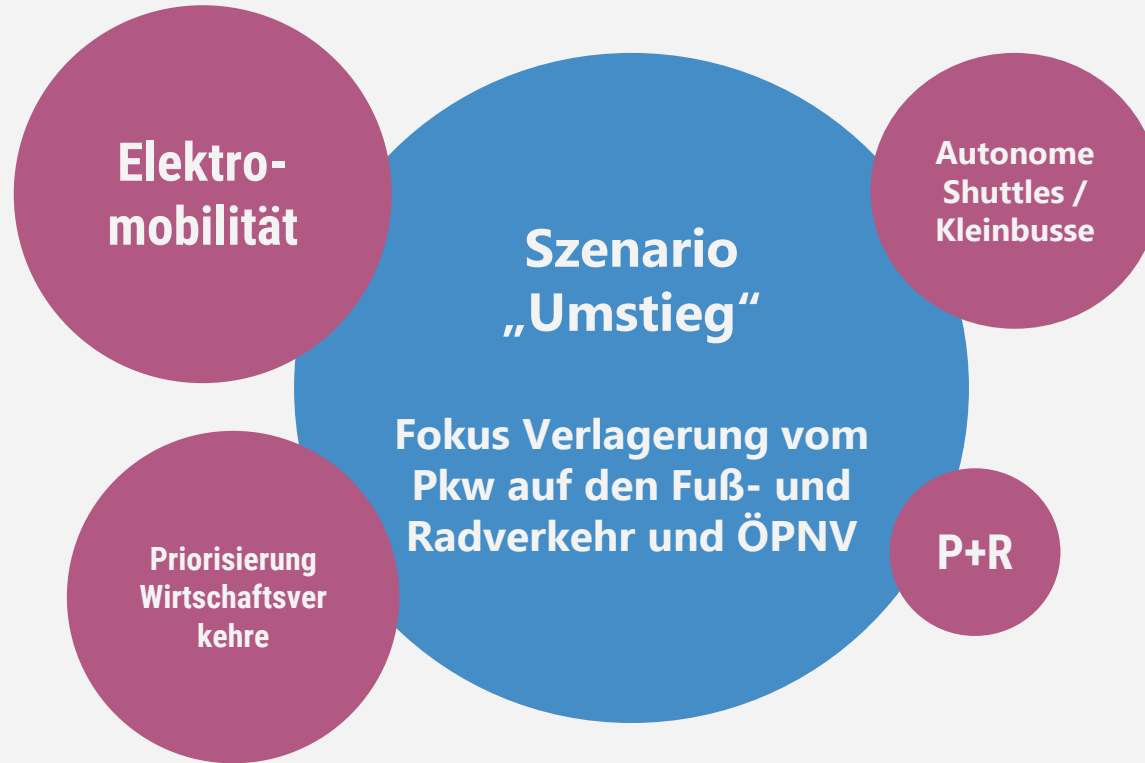 Elektro-
mobilität
Szenario
„Umstieg“
Fokus Verlagerung vom
Pkw auf den Fuß- und
Radverkehr und ÖPNV
Autonome
Shuttles /
Kleinbusse
Priorisierung
Wirtschaftsver
kehre
P+R